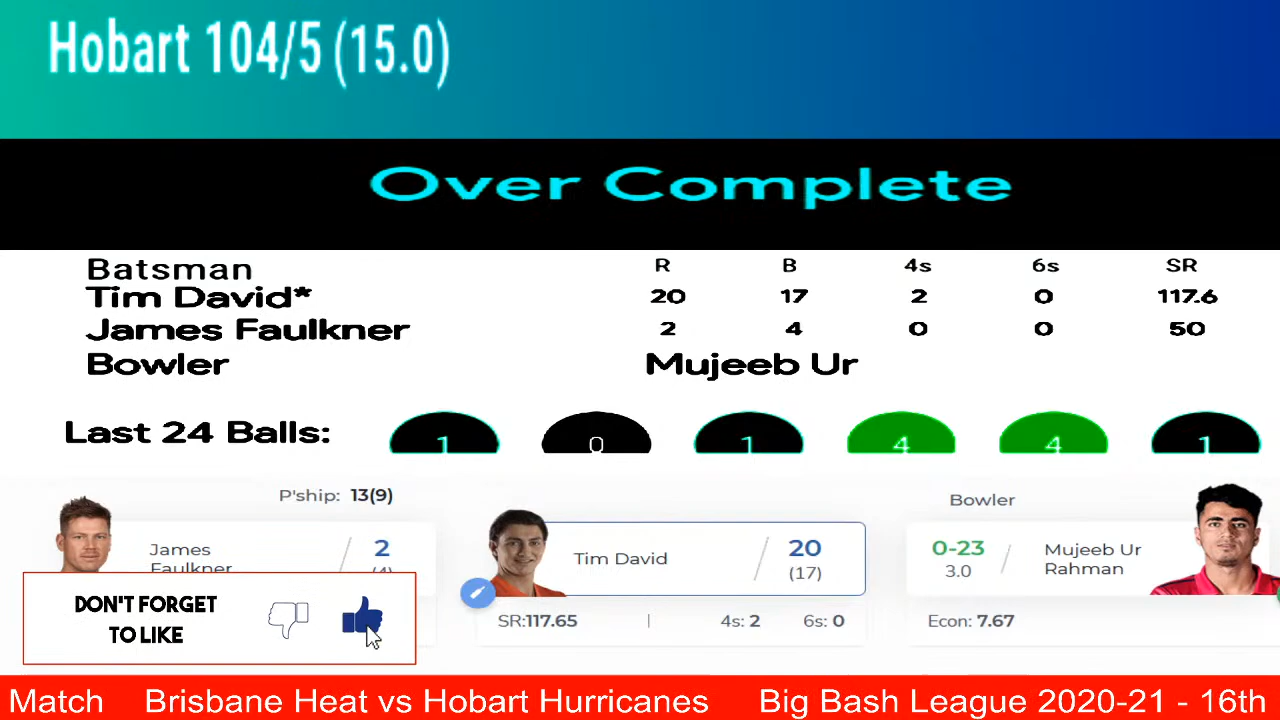 Hobart 104/5 (15.0)
Over Complete
Batsman R B 4s 6s SR
Tim David* 20 17 2 0 117.6
James Faulkner 2 4 0 0 50
Bowler Mujeeb Ur
Last 24 Balls: 1 0 1 4 4 1
P'ship: 13(9)
James
Faulkner
2
(4)
Tim David
20
(17)
SR:117.65 | 4s: 2 6s: 0
Bowler
0-23
3.0
Mujeeb Ur
Rahman
Econ: 7.67
DON'T FORGET
TO LIKE
Match Brisbane Heat vs Hobart Hurricanes Big Bash League 2020-21 - 16th